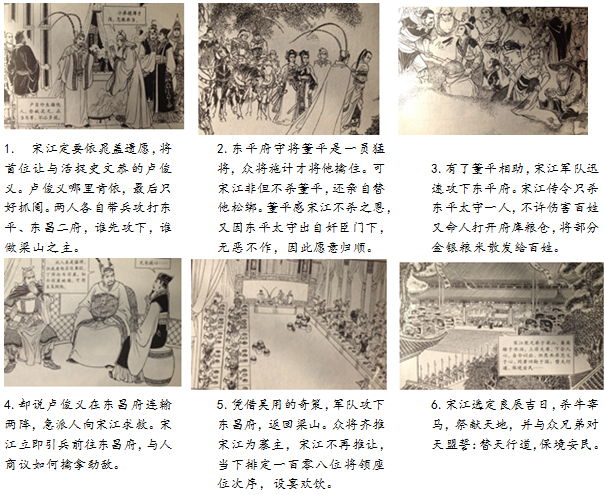 1. 宋江定要依晁盖遗愿,将
首位让与活捉史文恭的卢俊
义。卢俊义哪里肯依,最后只
好抓阄。两人各自带兵攻打东
平、东昌二府,谁先攻下,谁
做梁山之主。
2.东平府守将董平是一员猛
将,众将施计才将他擒住。可
宋江非但不杀董平,还亲自替
他松绑。董平感宋江不杀之恩,
又因东平太守出自奸臣门下,
无恶不作,因此愿意归顺。
3.有了董平相助,宋江军队迅
速攻下东平府。宋江传令只杀
东平太守一人,不许伤害百姓
又命人打开府库粮仓,将部分
金银粮米散发给百姓。
4.却说卢俊义在东昌府连输
两阵,急派人向宋江求救。宋
江立即引兵前往东昌府,与人
商议如何擒拿劲敌。
5.凭借吴用的奇策,军队攻下
东昌府,返回梁山。众将齐推
宋江为寨主,宋江不再推让,
当下排定一百零八位将领座
位次序,设宴欢饮。
6.宋江选定良辰吉日,杀牛宰
马,祭献天地,并与众兄弟对
天盟誓:替天行道,保境安民。